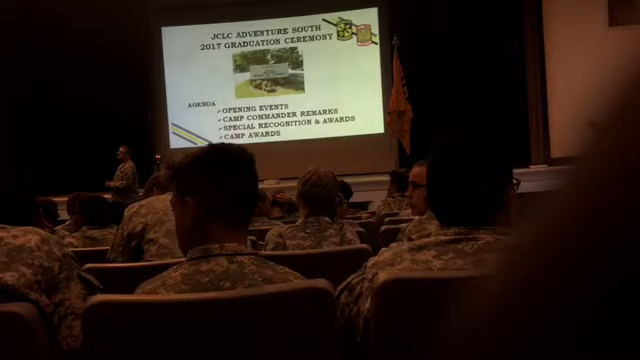 JCLC ADVENTURE SOUTH
2017 GRADUATION CEREMONY
AGENDA
➢OPENING EVENTS
➢CAMP COMMANDER REMARKS
➢SPECIAL RECOGNITION & AWARDS
➢CAMP AWARDS